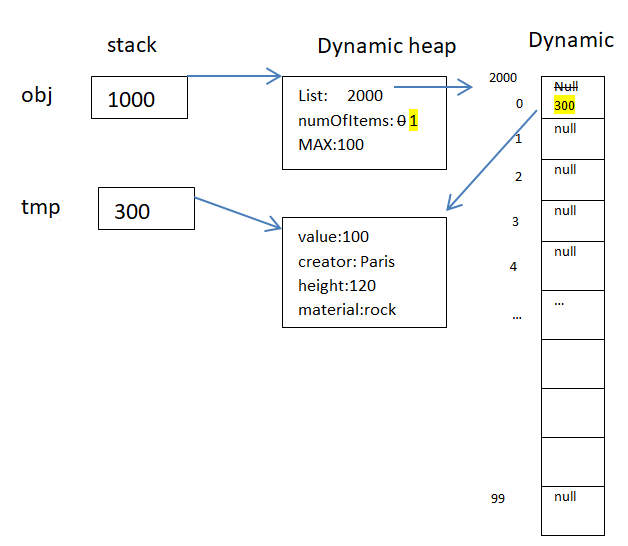 stack
Dynamic heap
Dynamic
obj
1000
List: 2000
numOfItems: 0 1
MAX:100
2000
0
1
2
3
4
...
99
Null
300
null
null
null
null
...
null
tmp
300
value:100
creator: Paris
height:120
material:rock